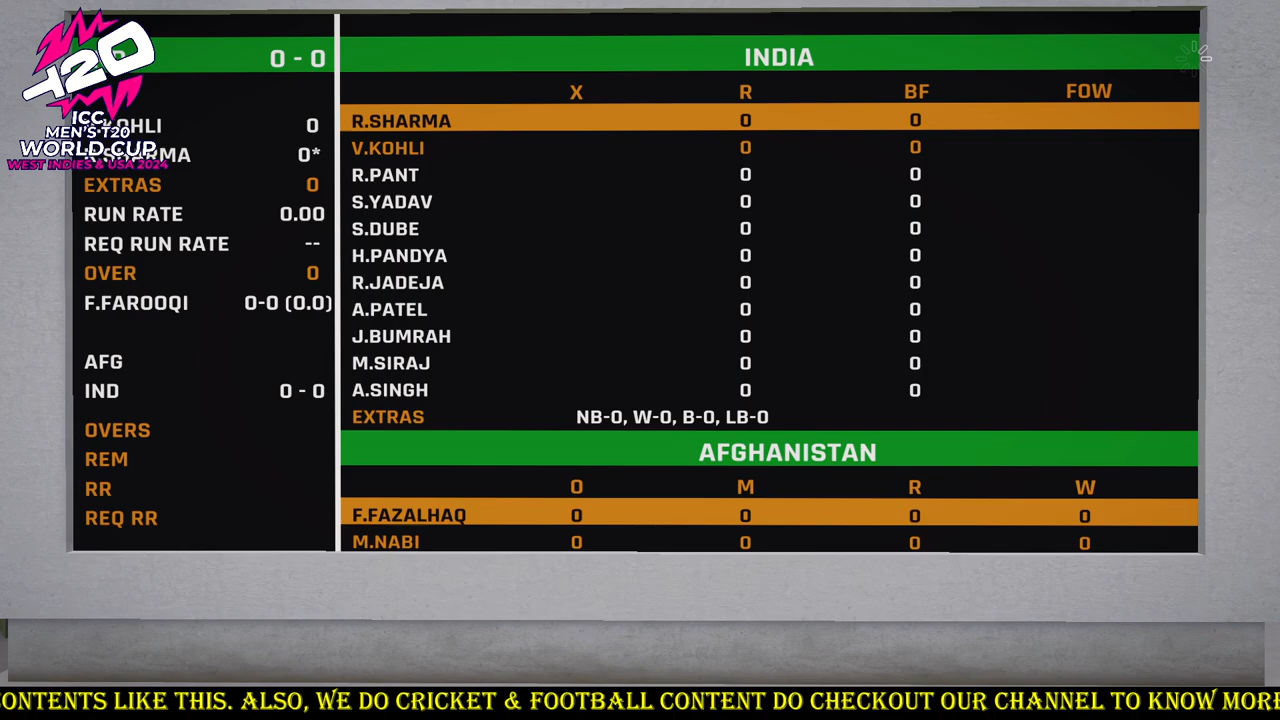 T20
ICC
MEN'S T20
WORLD CUP
WEST INDIES & USA 2024
0 - 0
KOHLI 0
SHARMA 0*
EXTRAS 0
RUN RATE 0.00
REQ RUN RATE --
OVER 0
F.FAROOQI 0-0 (0.0)
AFG
IND 0 - 0
OVERS
REM
RR
REQ RR
INDIA
X R BF FOW
R.SHARMA 0 0
V.KOHLI 0 0
R.PANT 0 0
S.YADAV 0 0
S.DUBE 0 0
H.PANDYA 0 0
R.JADEJA 0 0
A.PATEL 0 0
J.BUMRAH 0 0
M.SIRAJ 0 0
A.SINGH 0 0
EXTRAS NB-0, W-0, B-0, LB-0
AFGHANISTAN
O M R W
F.FAZALHAQ 0 0 0 0
M.NABI 0 0 0 0
CONTENTS LIKE THIS. ALSO, WE DO CRICKET & FOOTBALL CONTENT DO CHECKOUT OUR CHANNEL TO KNOW MORE